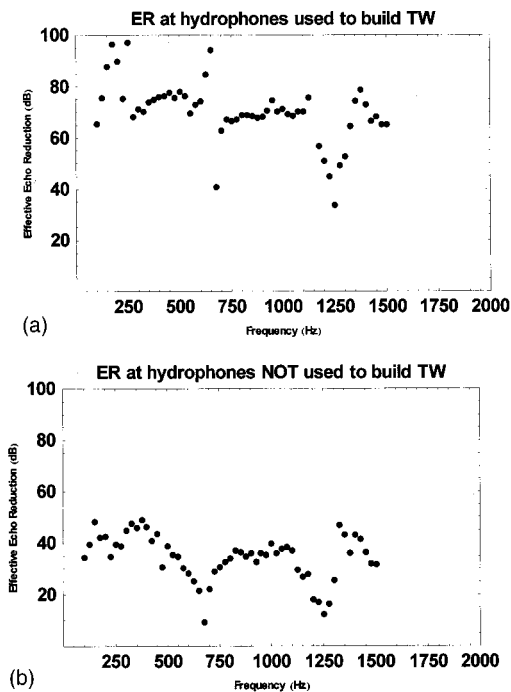 ER at hydrophones used to build TW
100
80
60
40
20
Effective Echo Reduction (dB)
250 500 750 1000 1250 1500 1750 2000
Frequency (Hz)
(a)
ER at hydrophones NOT used to build TW
100
80
60
40
20
Effective Echo Reduction (dB)
250 500 750 1000 1250 1500 1750 2000
Frequency (Hz)
(b)